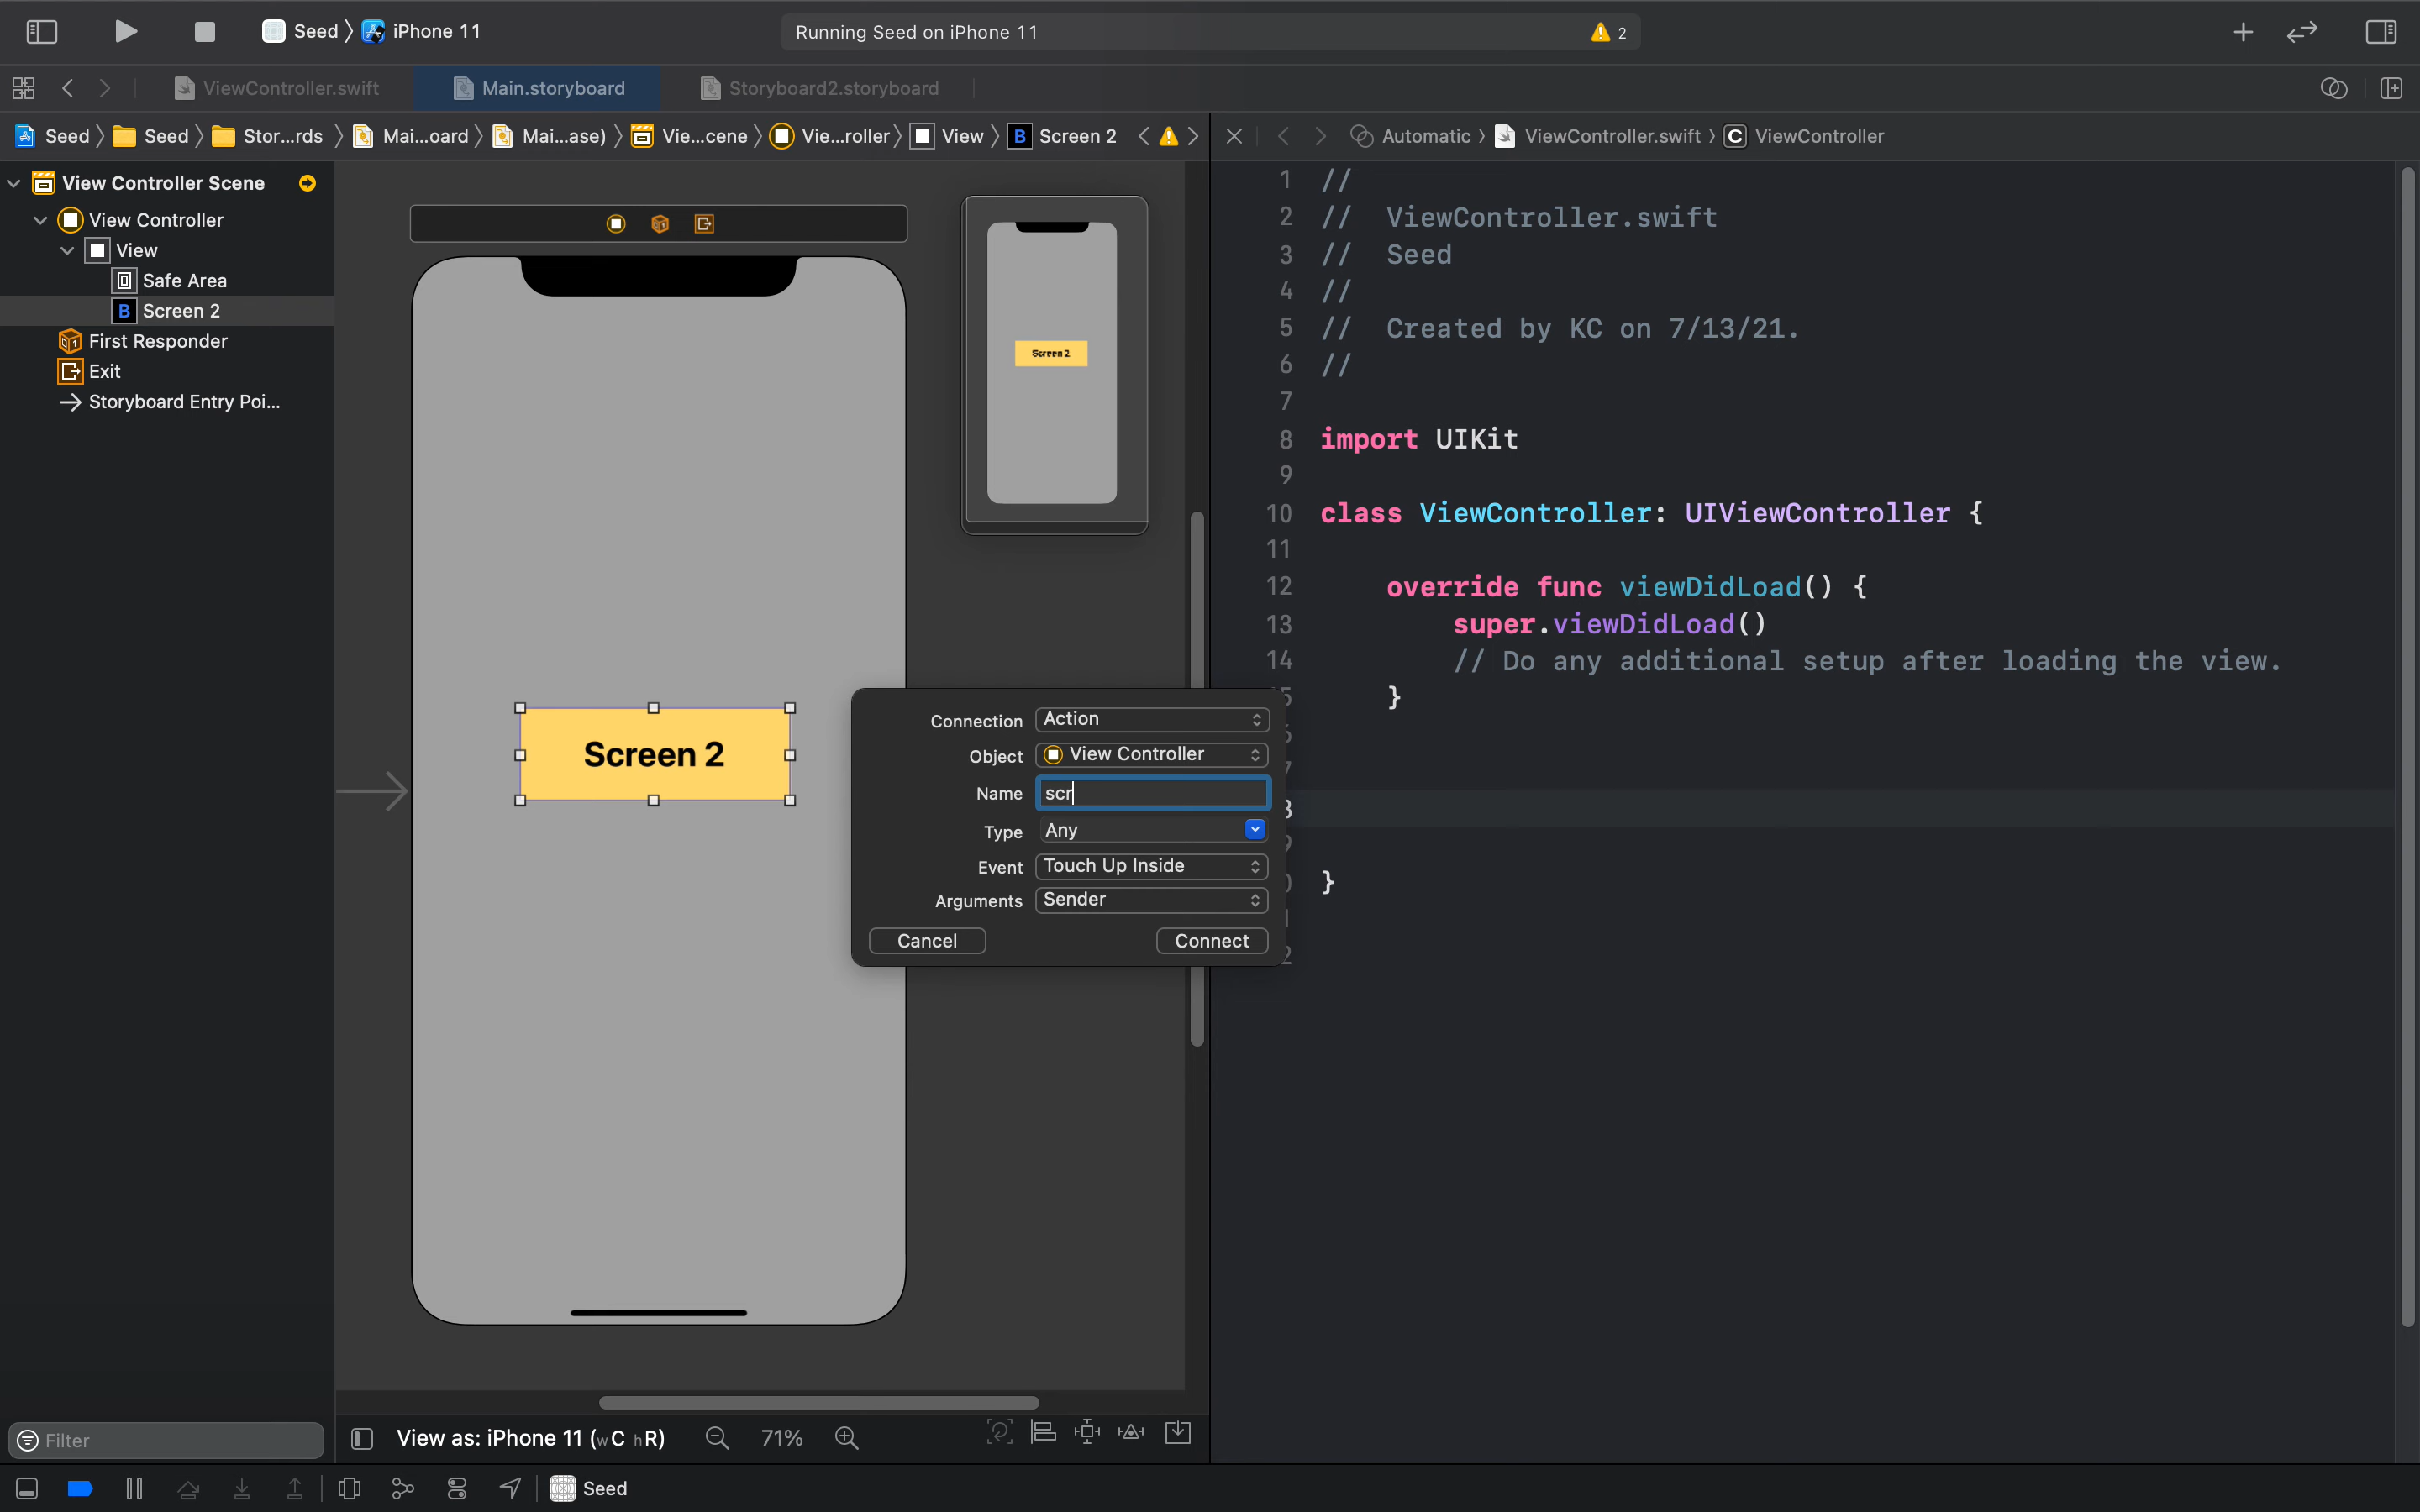 Seed
iPhone 11
Running Seed on iPhone 11
2
ViewController.swift
Main.storyboard
Storyboard2.storyboard
Seed
Seed
Stor...rds
Mai...oard
Mai...ase)
Vie...cene
Vie...roller
View
B Screen 2
Automatic
ViewController.swift
C ViewController
View Controller Scene
View Controller
View
Safe Area
B Screen 2
First Responder
Exit
Storyboard Entry Poi...
Screen 2
Screen 2
1 //
2 // ViewController.swift
3 // Seed
4 //
5 // Created by KC on 7/13/21.
6 //
7
8 import UIKit
9
10 class ViewController: UIViewController {
11
12 override func viewDidLoad() {
13 super.viewDidLoad()
14 // Do any additional setup after loading the view.
}
}
Connection Action
Object View Controller
Name scr
Type Any
Event Touch Up Inside
Arguments Sender
Cancel
Connect
Filter
View as: iPhone 11 (wC hR)
71%
Seed